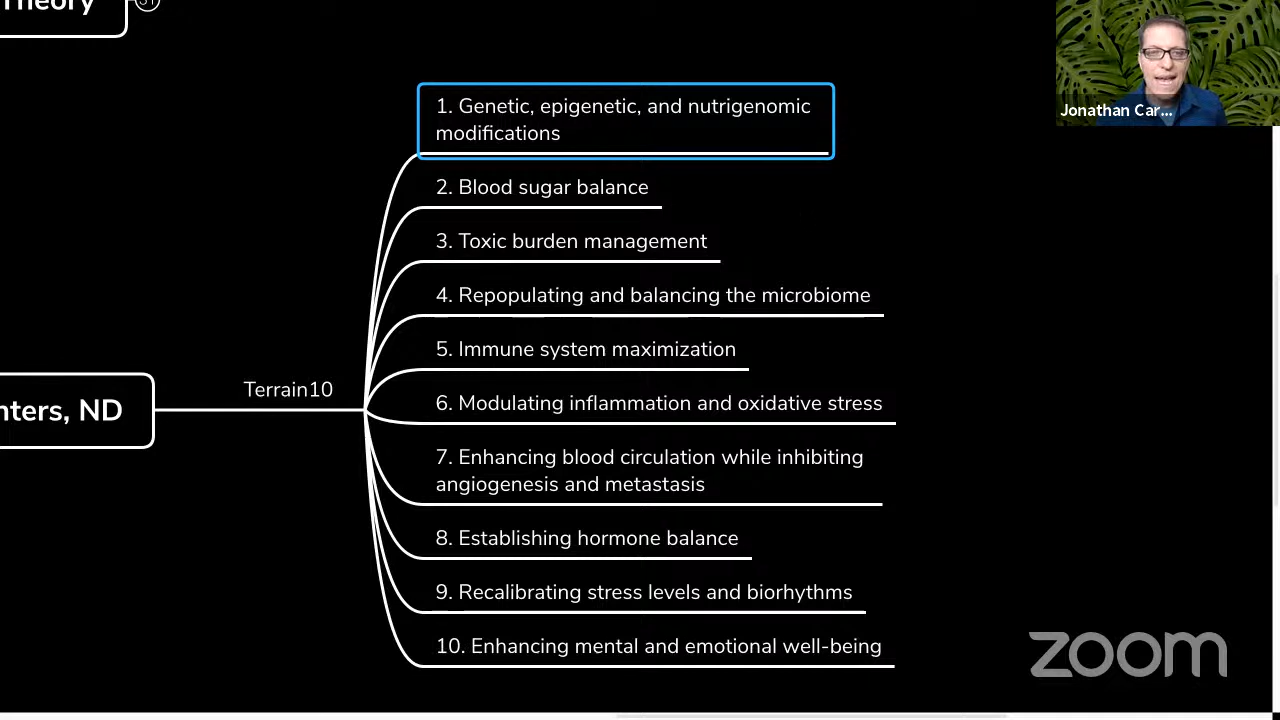 Theory
31
Jonathan Car...
1. Genetic, epigenetic, and nutrigenomic
modifications
2. Blood sugar balance
3. Toxic burden management
4. Repopulating and balancing the microbiome
5. Immune system maximization
6. Modulating inflammation and oxidative stress
7. Enhancing blood circulation while inhibiting
angiogenesis and metastasis
8. Establishing hormone balance
9. Recalibrating stress levels and biorhythms
10. Enhancing mental and emotional well-being
Terrain10
nters, ND
zoom